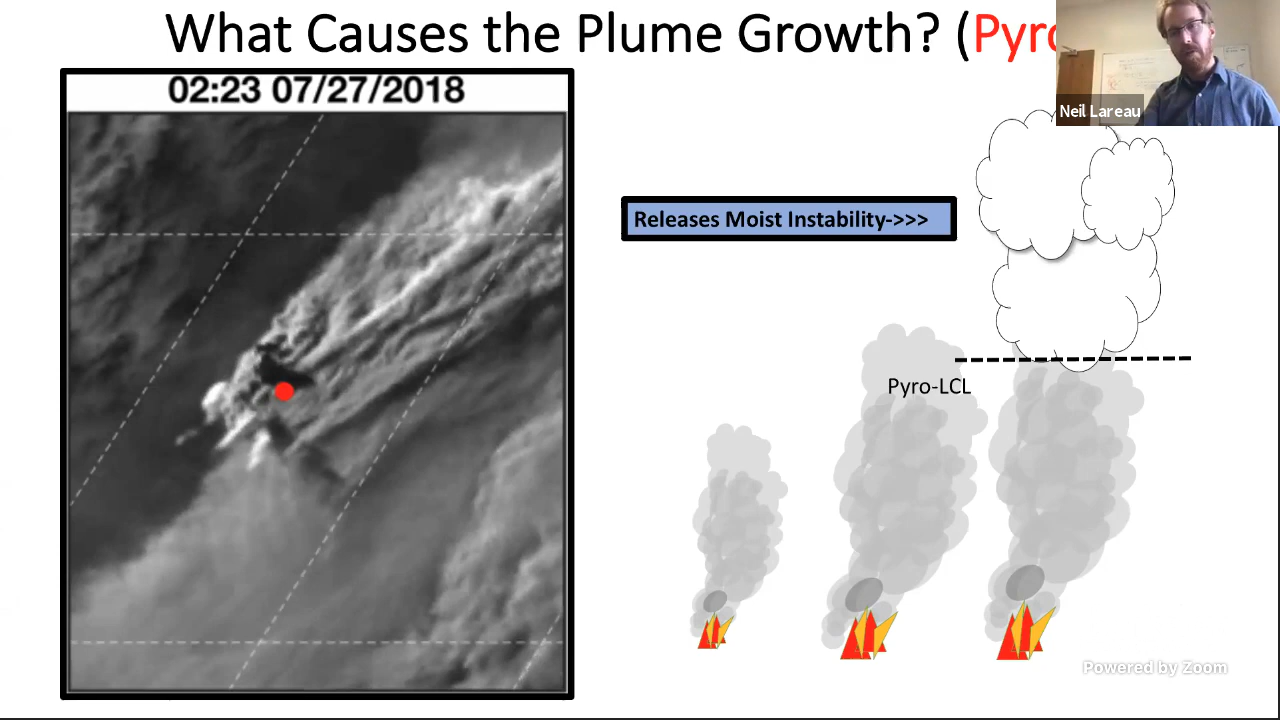 What Causes the Plume Growth? (Pyro
Neil Lareau
02:23 07/27/2018
Releases Moist Instability->>>
Pyro-LCL
Powered by Zoom